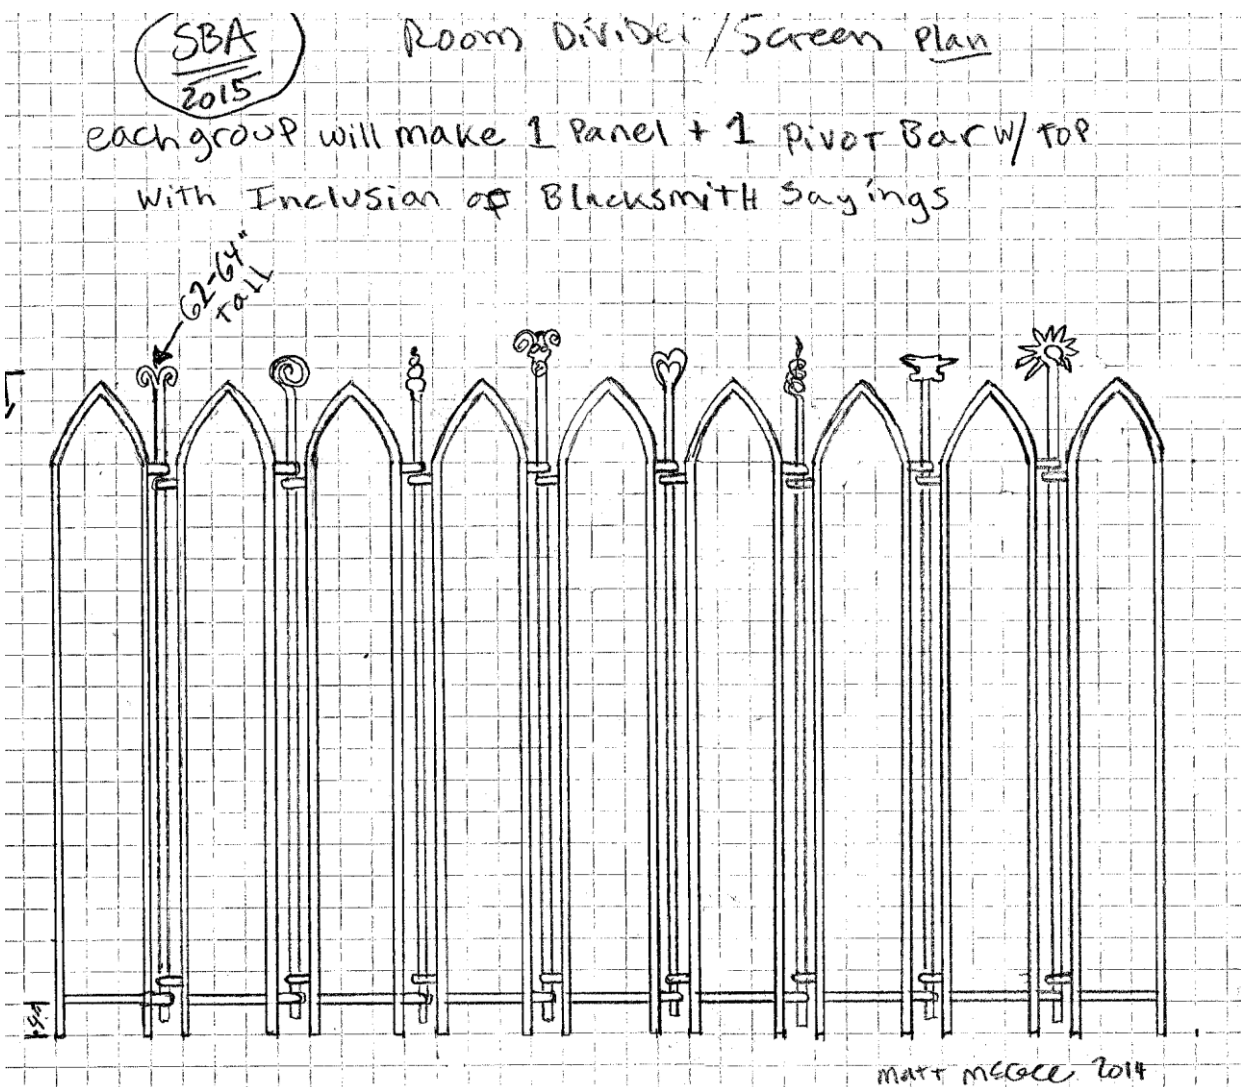 SBA
2015
Room Divider/Screen Plan
each group will make 1 Panel + 1 Pivot Bar w/ TOP
With Inclusion of Blacksmith Sayings
62-64"
Tall
Matt 2014